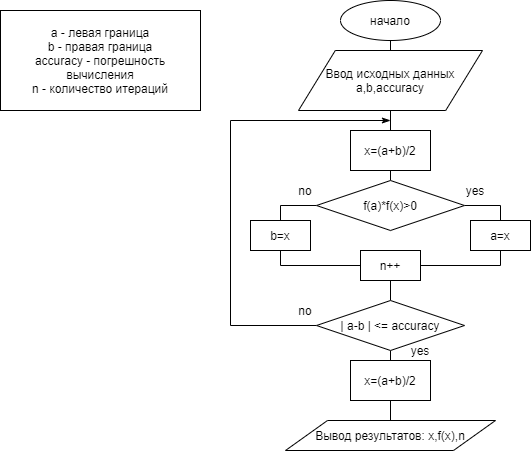 a - левая граница
b - правая граница
accuracy - погрешность
вычисления
n - количество итераций
начало
Ввод исходных данных
a,b,accuracy
x=(a+b)/2
no
yes
f(a)*f(x)>0
b=x
a=x
n++
no
| a-b | <= accuracy
yes
x=(a+b)/2
Вывод результатов: x,f(x),n